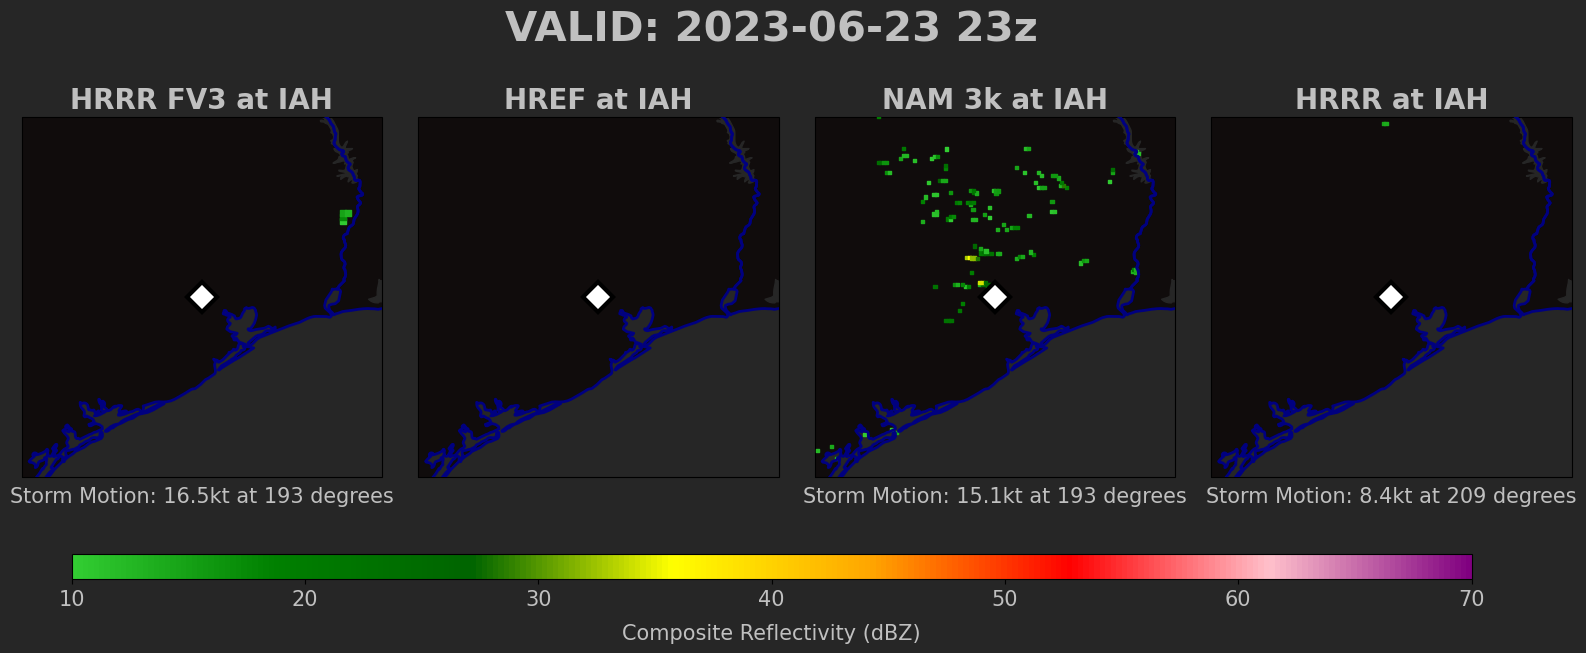 VALID: 2023-06-23 23z
HRRR FV3 at IAH
HREF at IAH
NAM 3k at IAH
HRRR at IAH
Storm Motion: 16.5kt at 193 degrees
Storm Motion: 15.1kt at 193 degrees
Storm Motion: 8.4kt at 209 degrees
10 20 30 40 50 60 70
Composite Reflectivity (dBZ)